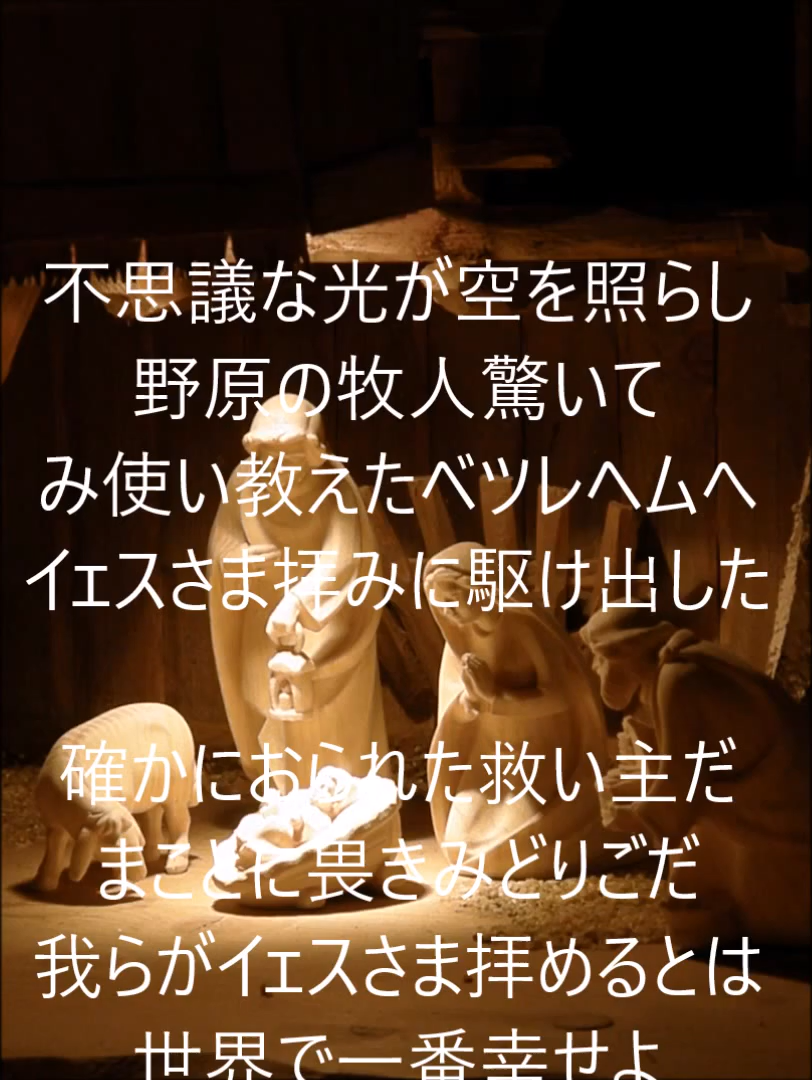 不思議な光が空を照らし
野原の牧人驚いて
み使い教えたベツレヘムへ
イエスさま拝みに駆け出した
確かにおられた救い主だ
まことに畏きみどりごだ
我らがイエスさま拝めるとは
世界で一番幸せよ